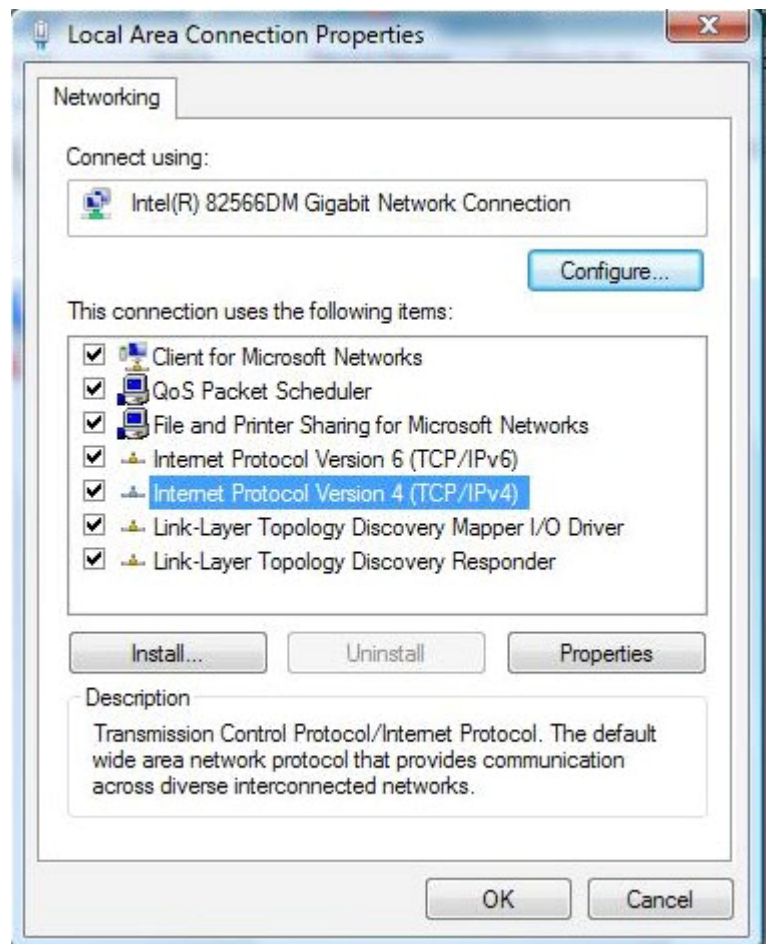 Local Area Connection Properties
Networking
Connect using:
Intel(R) 82566DM Gigabit Network Connection
Configure...
This connection uses the following items:
Client for Microsoft Networks
QoS Packet Scheduler
File and Printer Sharing for Microsoft Networks
Internet Protocol Version 6 (TCP/IPv6)
Internet Protocol Version 4 (TCP/IPv4)
Link-Layer Topology Discovery Mapper I/O Driver
Link-Layer Topology Discovery Responder
Install... Uninstall Properties
Description
Transmission Control Protocol/Internet Protocol. The default
wide area network protocol that provides communication
across diverse interconnected networks.
OK Cancel